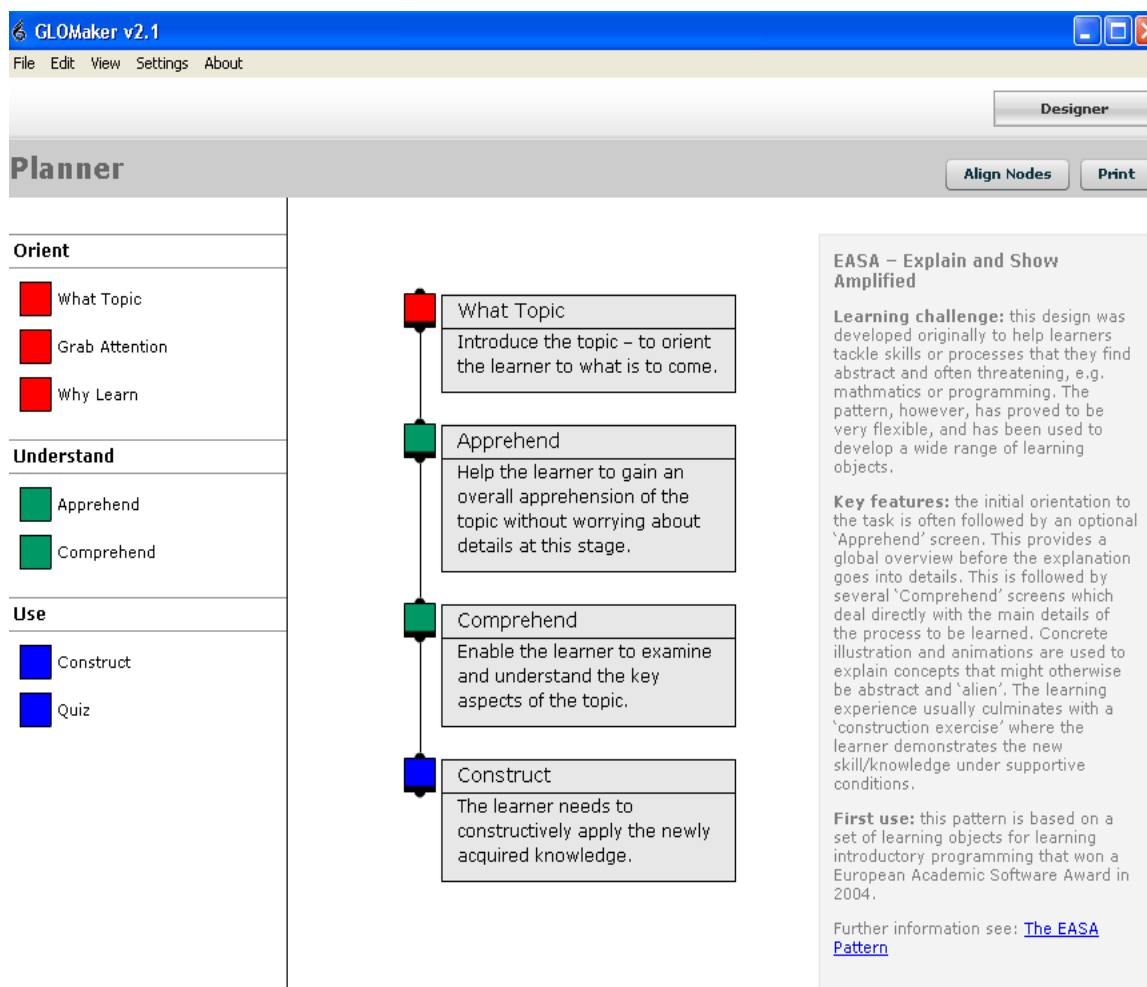 GLOMaker v2.1
File Edit View Settings About
Designer
Planner
Align Nodes
Print
Orient
What Topic
Grab Attention
Why Learn
Understand
Apprehend
Comprehend
Use
Construct
Quiz
What Topic
Introduce the topic – to orient
the learner to what is to come.
Apprehend
Help the learner to gain an
overall apprehension of the
topic without worrying about
details at this stage.
Comprehend
Enable the learner to examine
and understand the key
aspects of the topic.
Construct
The learner needs to
constructively apply the newly
acquired knowledge.
EASA – Explain and Show
Amplified
Learning challenge: this design was
developed originally to help learners
tackle skills or processes that they find
abstract and often threatening, e.g.
mathmatics or programming. The
pattern, however, has proved to be
very flexible, and has been used to
develop a wide range of learning
objects.
Key features: the initial orientation to
the task is often followed by an optional
‘Apprehend’ screen. This provides a
global overview before the explanation
goes into details. This is followed by
several ‘Comprehend’ screens which
deal directly with the main details of
the process to be learned. Concrete
illustration and animations are used to
explain concepts that might otherwise
be abstract and ‘alien’. The learning
experience usually culminates with a
‘construction exercise’ where the
learner demonstrates the new
skill/knowledge under supportive
conditions.
First use: this pattern is based on a
set of learning objects for learning
introductory programming that won a
European Academic Software Award in
2004.
Further information see: The EASA
Pattern